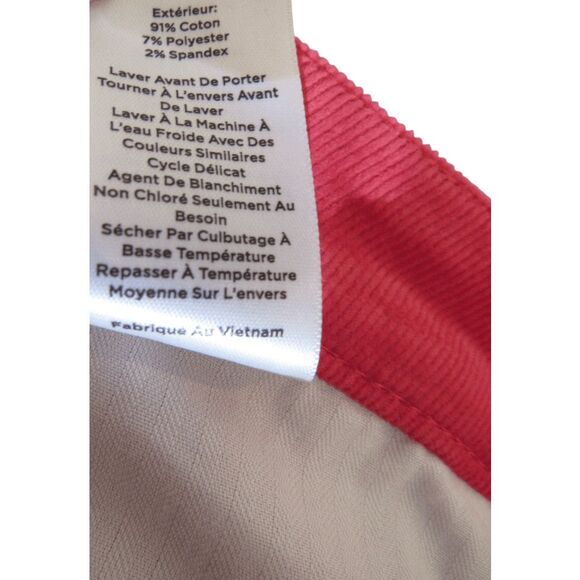 Extérieur:
91% Coton
7% Polyester
2% Spandex
Laver Avant De Porter
Tourner À L'envers Avant
De Laver
Laver À La Machine À
L'eau Froide Avec Des
Couleurs Similaires
Cycle Délicat
Agent De Blanchiment
Non Chloré Seulement Au
Besoin
Sécher Par Culbutage À
Basse Température
Repasser À Température
Moyenne Sur L'envers
Fabriqué Au Vietnam